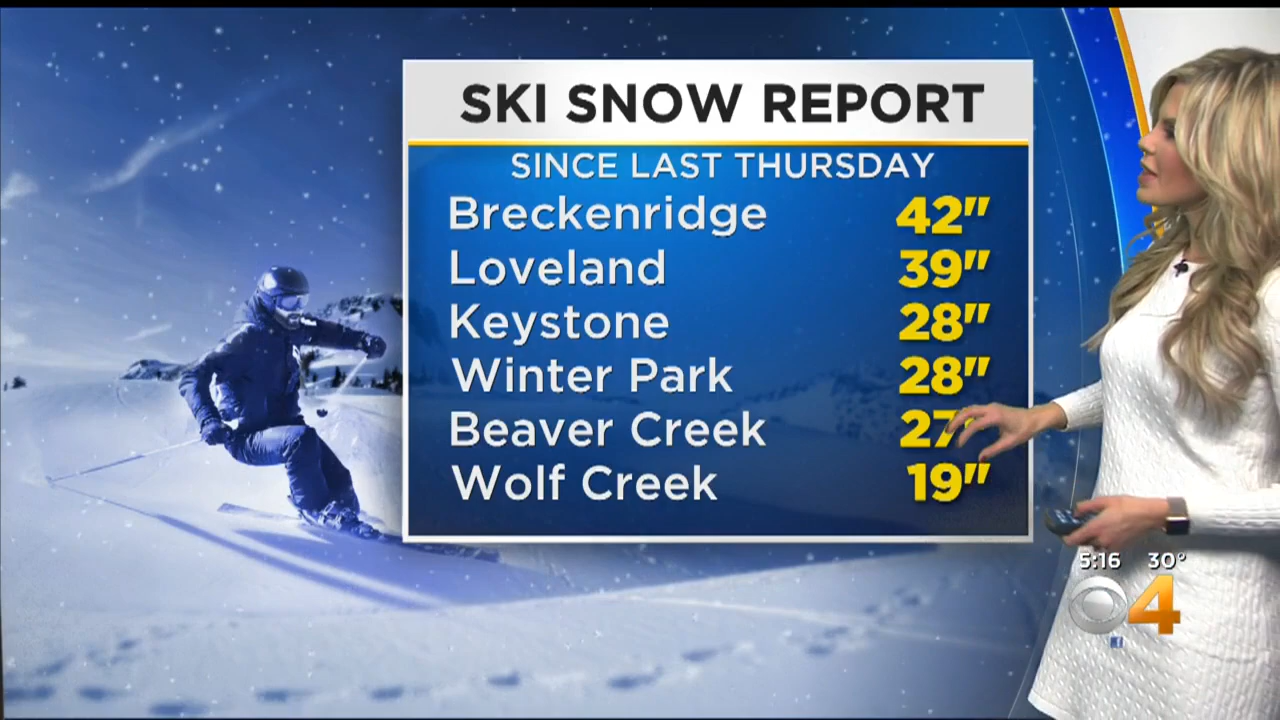 SKI SNOW REPORT
SINCE LAST THURSDAY
Breckenridge 42"
Loveland 39"
Keystone 28"
Winter Park 28"
Beaver Creek 27
Wolf Creek 19"
5:16 30°
4
f